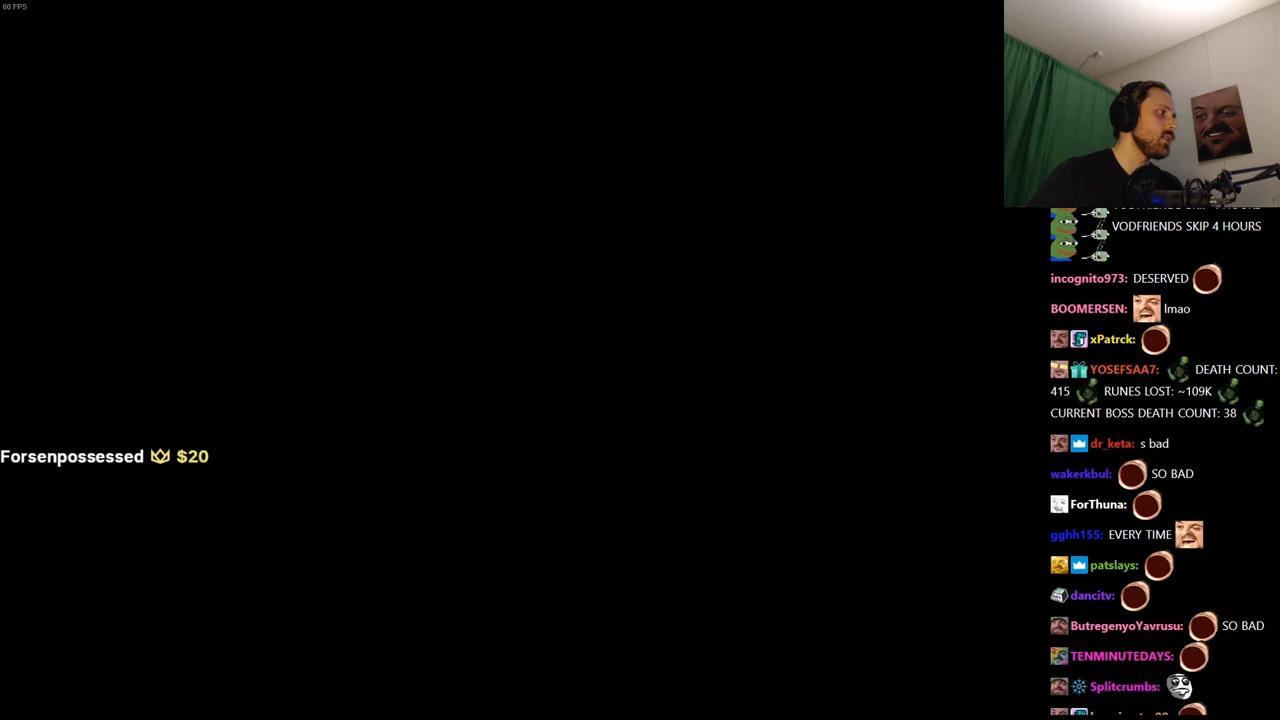 60 FPS
VODFRIENDS SKIP 4 HOURS
incognito973: DESERVED
BOOMERSEN: lmao
xPatrck:
YOSEFSAA7: DEATH COUNT:
415 RUNES LOST: ~109K
CURRENT BOSS DEATH COUNT: 38
dr_keta: s bad
wakerkbul: SO BAD
ForThuna:
Forsenpossessed $20
gghh155: EVERY TIME
patslays:
dancitv:
ButregenyoYavrusu: SO BAD
TENMINUTEDAYS:
Splitcrumbs: